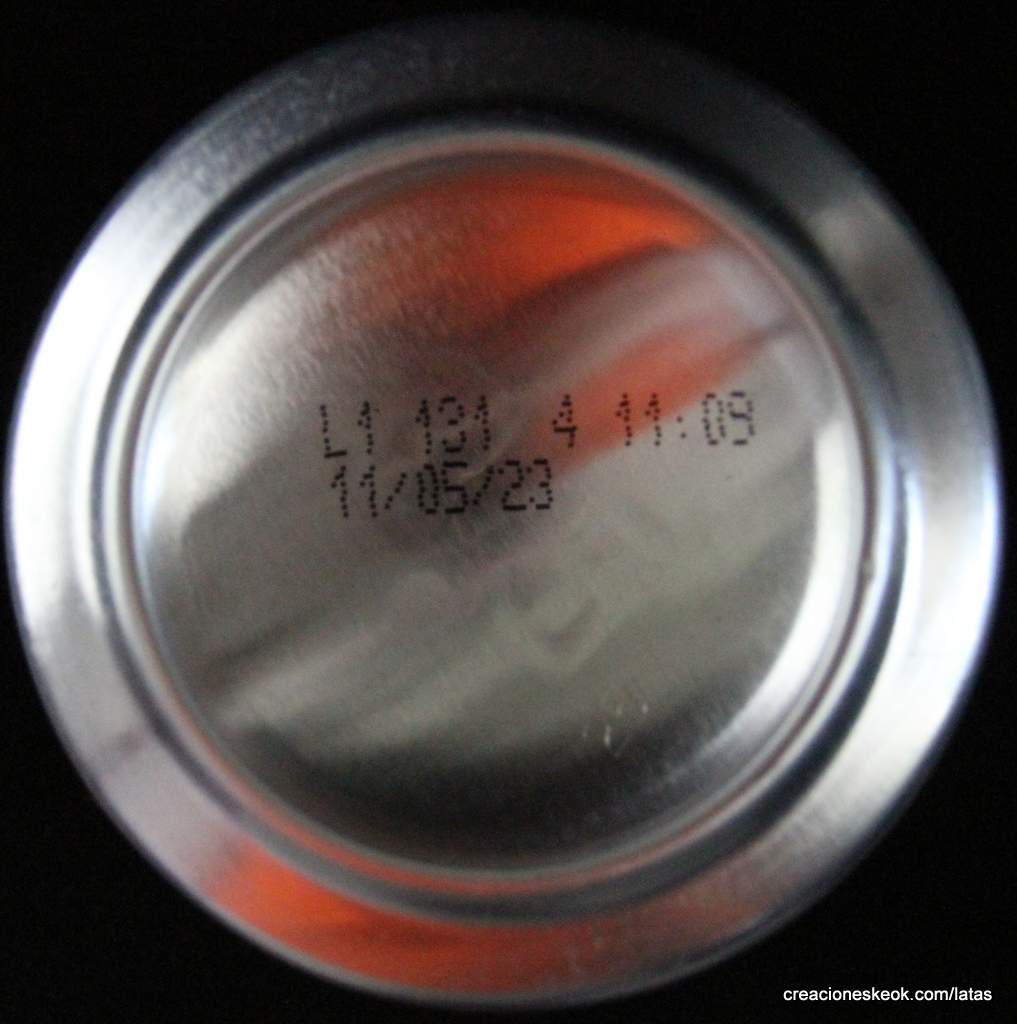 L1 131 4 11:09
11/05/23
creacioneskeok.com/latas